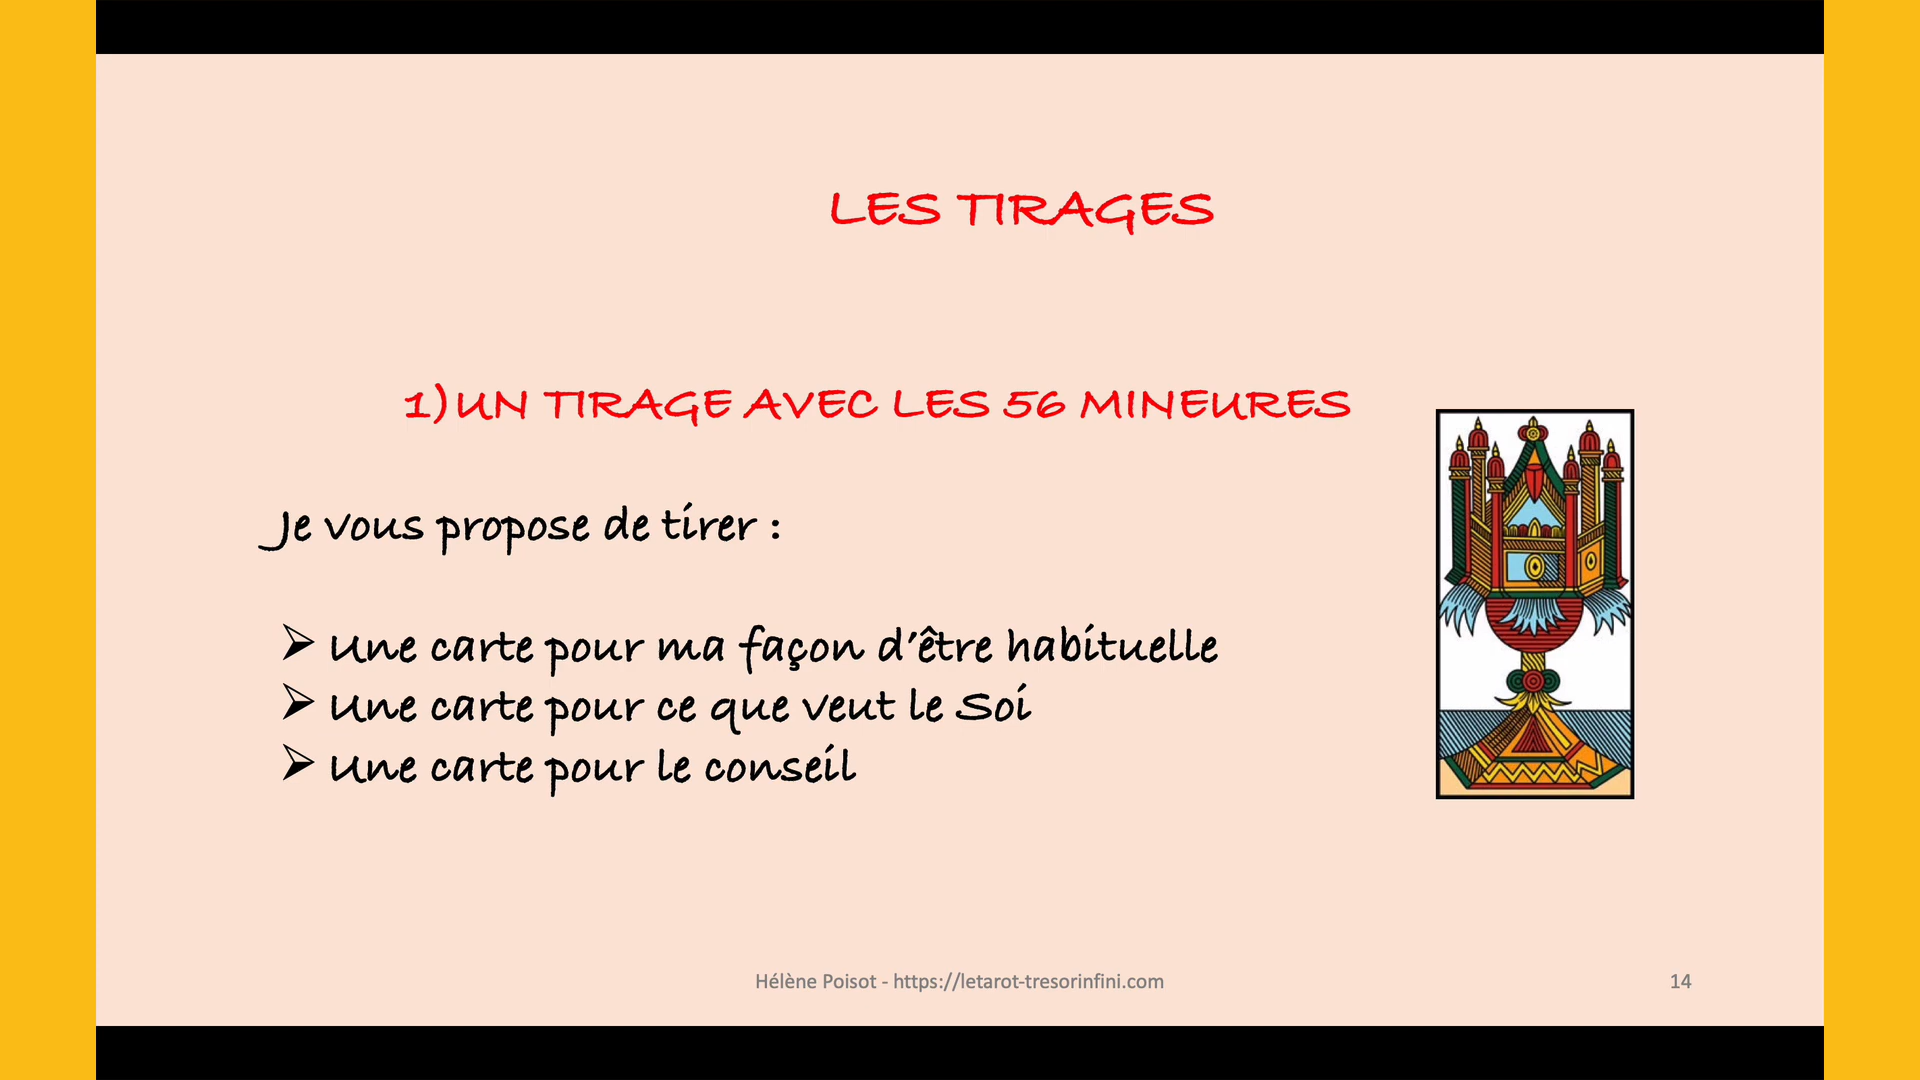 LES TIRAGES
1) UN TIRAGE AVEC LES 56 MINEURES
Je vous propose de tirer :
➢ Une carte pour ma façon d'être habituelle
➢ Une carte pour ce que veut le Soi
➢ Une carte pour le conseil
Hélène Poisot - https://letarot-tresorinfini.com
14